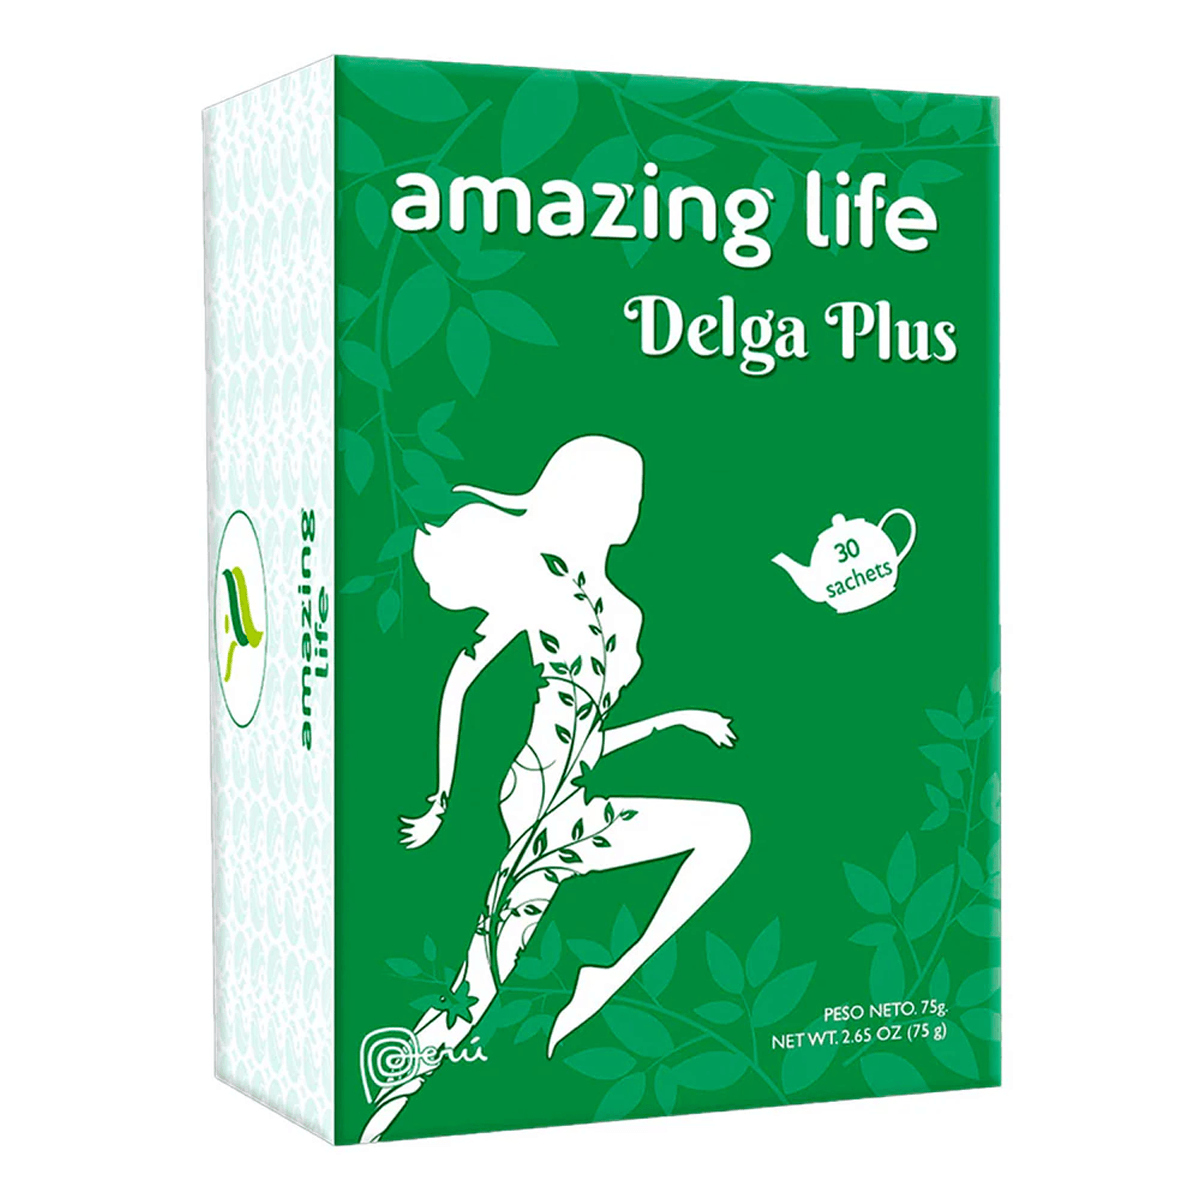 amazing life
Delga Plus
30
sachets
amazing
life
Perú
PESO NETO. 75g.
NET WT. 2.65 OZ (75 g)